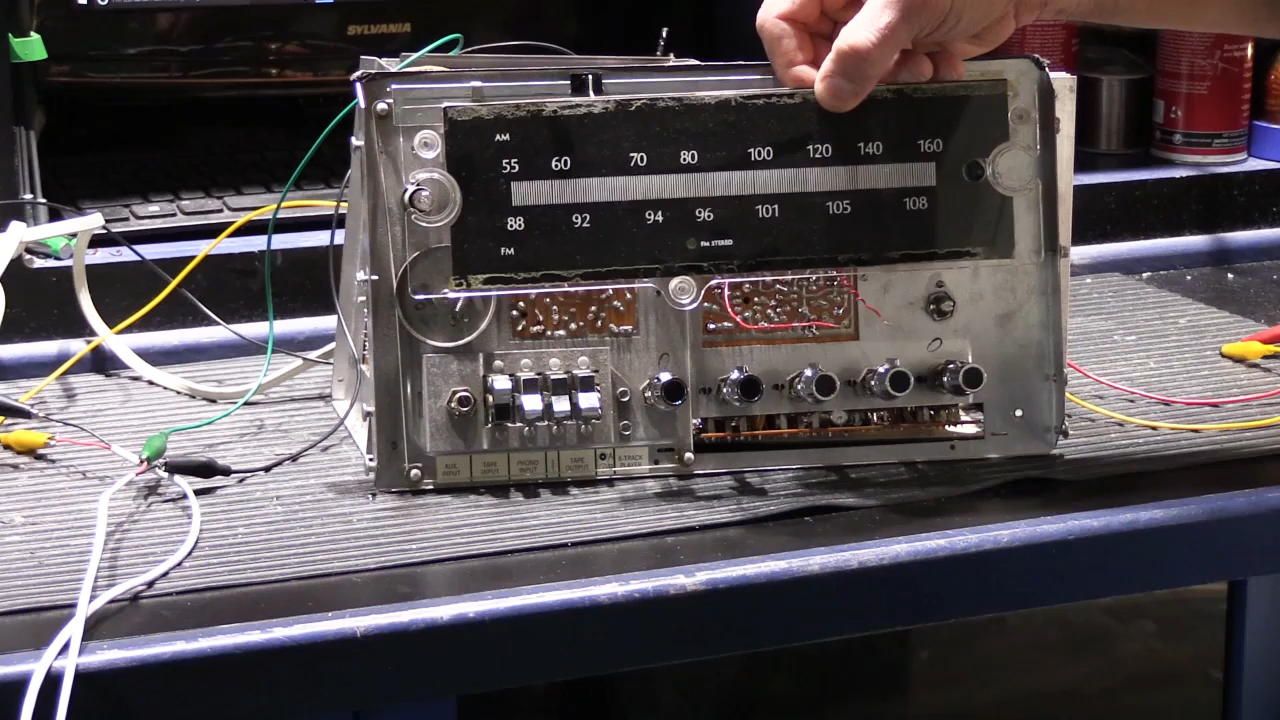 SYLVANIA
AM
55 60 70 80 100 120 140 160
88 92 94 96 101 105 108
FM STEREO
FM
AUX. INPUT
TAPE INPUT
PHONO INPUT
TAPE OUTPUT
8-TRACK PLAYER